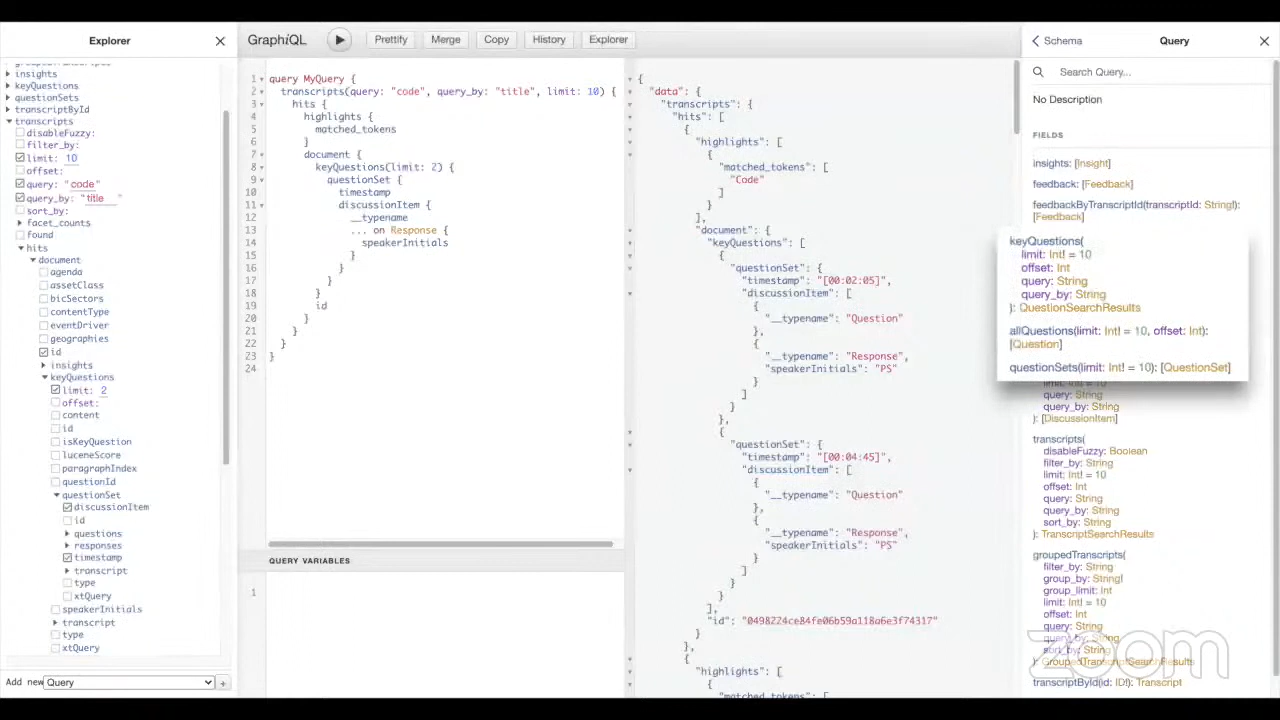 Explorer
insights
keyQuestions
questionSets
transcriptById
transcripts
disableFuzzy:
filter_by:
limit: 10
offset:
query: "code"
query_by: "title "
sort_by:
facet_counts
found
hits
document
agenda
assetClass
bicSectors
contentType
eventDriver
geographies
id
insights
keyQuestions
limit: 2
offset:
content
id
isKeyQuestion
luceneScore
paragraphIndex
questionId
questionSet
discussionItem
id
questions
responses
timestamp
transcript
type
xtQuery
speakerInitials
transcript
type
xtQuery
Add new Query
+
GraphiQL
Prettify
Merge
Copy
History
Explorer
1 query MyQuery {
2 transcripts(query: "code", query_by: "title", limit: 10) {
3 hits {
4 highlights {
5 matched_tokens
6 }
7 document {
8 keyQuestions(limit: 2) {
9 questionSet {
10 timestamp
11 discussionItem {
12 __typename
13 ... on Response {
14 speakerInitials
15 }
16 }
17 }
18 }
19 id
20 }
21 }
22 }
23 }
24
QUERY VARIABLES
1
{
"data": {
"transcripts": {
"hits": [
{
"highlights": [
{
"matched_tokens": [
"Code"
]
}
],
"document": {
"keyQuestions": [
{
"questionSet": {
"timestamp": "[00:02:05]",
"discussionItem": [
{
"__typename": "Question"
},
{
"__typename": "Response",
"speakerInitials": "PS"
}
]
}
},
{
"questionSet": {
"timestamp": "[00:04:45]",
"discussionItem": [
{
"__typename": "Question"
},
{
"__typename": "Response",
"speakerInitials": "PS"
}
]
}
}
],
"id": "0498224ce84fe06b59a118a6e3f74317"
}
},
{
"highlights": [
{
"matched_tokens": [
Schema
Query
Search Query...
No Description
FIELDS
insights: [Insight]
feedback: [Feedback]
feedbackByTranscriptId(transcriptId: String!):
[Feedback]
keyQuestions(
limit: Int! = 10
offset: Int
query: String
query_by: String
): QuestionSearchResults
allQuestions(limit: Int! = 10, offset: Int):
[Question]
questionSets(limit: Int! = 10): [QuestionSet]
limit: Int! = 10
query: String
query_by: String
): [DiscussionItem]
transcripts(
disableFuzzy: Boolean
filter_by: String
limit: Int! = 10
offset: Int
query: String
query_by: String
sort_by: String
): TranscriptSearchResults
groupedTranscripts(
filter_by: String
group_by: String!
group_limit: Int
limit: Int! = 10
offset: Int
query: String
query_by: String
sort_by: String
): GroupedTranscriptSearchResults
transcriptById(id: ID!): Transcript
zoom